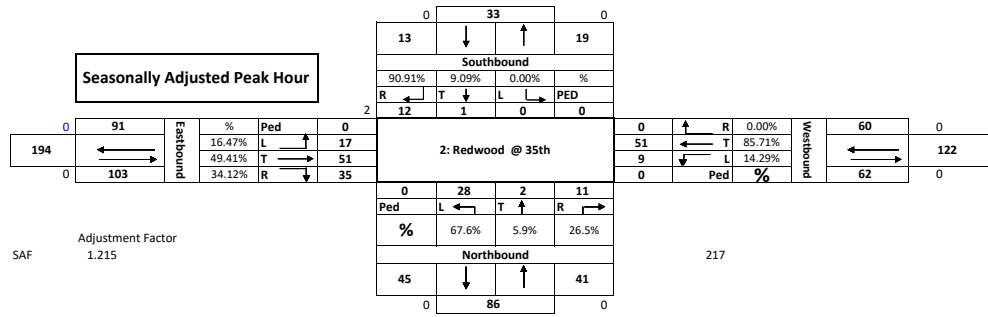 0 33 0
13 19
Southbound
Seasonally Adjusted Peak Hour
90.91% 9.09% 0.00% %
R T L PED
2 12 1 0 0
0 91 Eastbound % Ped 0 2: Redwood @ 35th 0 R 0.00% Westbound 60 0
194 16.47% L 17 51 T 85.71% 122
49.41% T 51 9 L 14.29%
0 103 34.12% R 35 0 Ped % 62 0
0 28 2 11
Ped L T R
% 67.6% 5.9% 26.5%
Adjustment Factor
SAF 1.215 Northbound 217
45 41
0 86 0